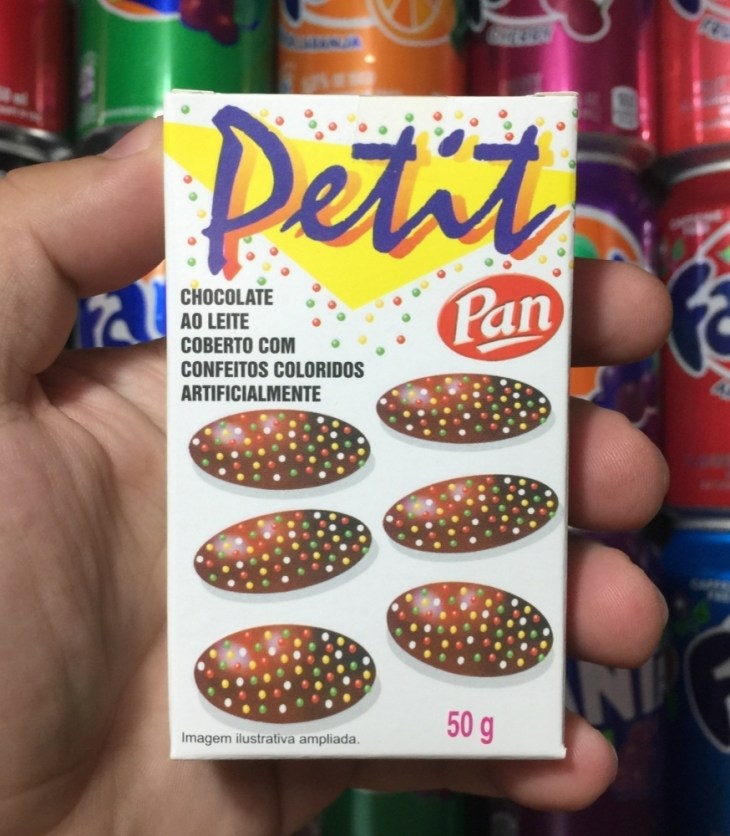 Petit
CHOCOLATE
AO LEITE
COBERTO COM
CONFEITOS COLORIDOS
ARTIFICIALMENTE
Pan
Imagem ilustrativa ampliada.
50 g